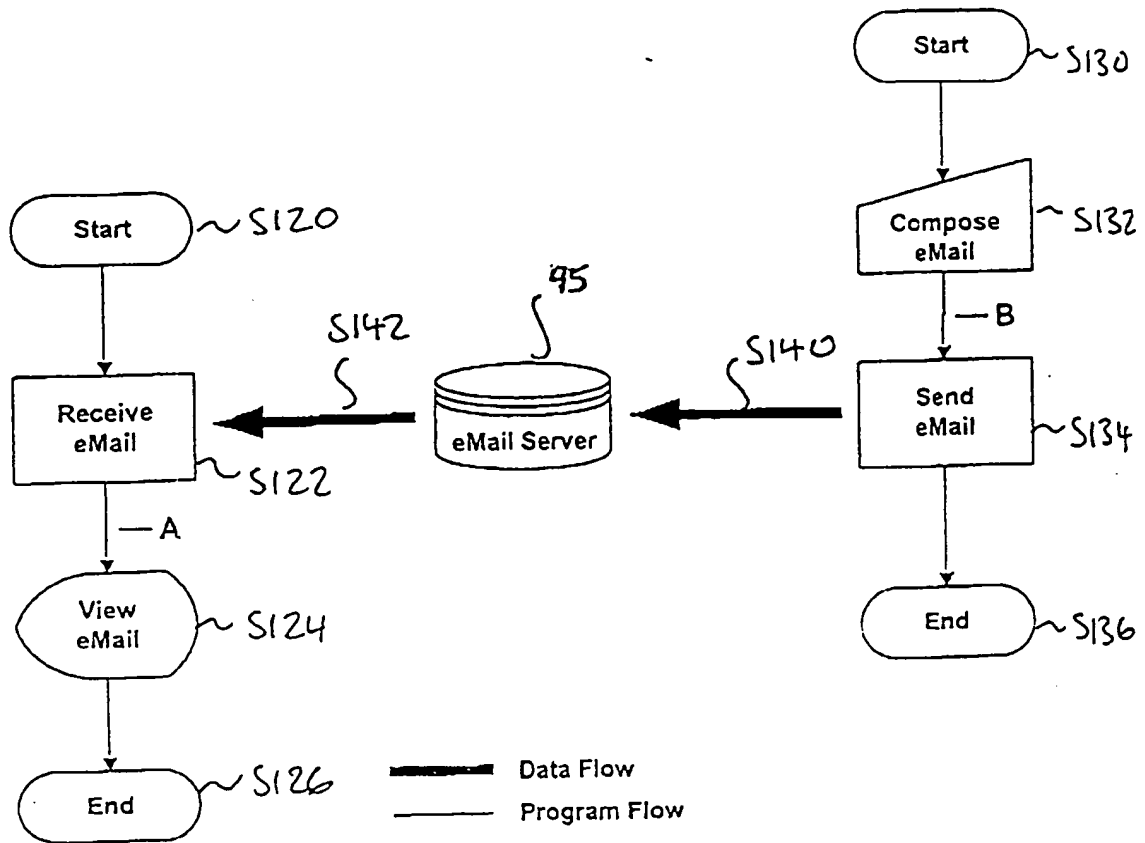 Start
S130
Compose
eMail
S132
B
Send
eMail
S134
End
S136
Start
S120
Receive
eMail
S122
A
View
eMail
S124
End
S126
S142
95
eMail Server
S140
Data Flow
Program Flow